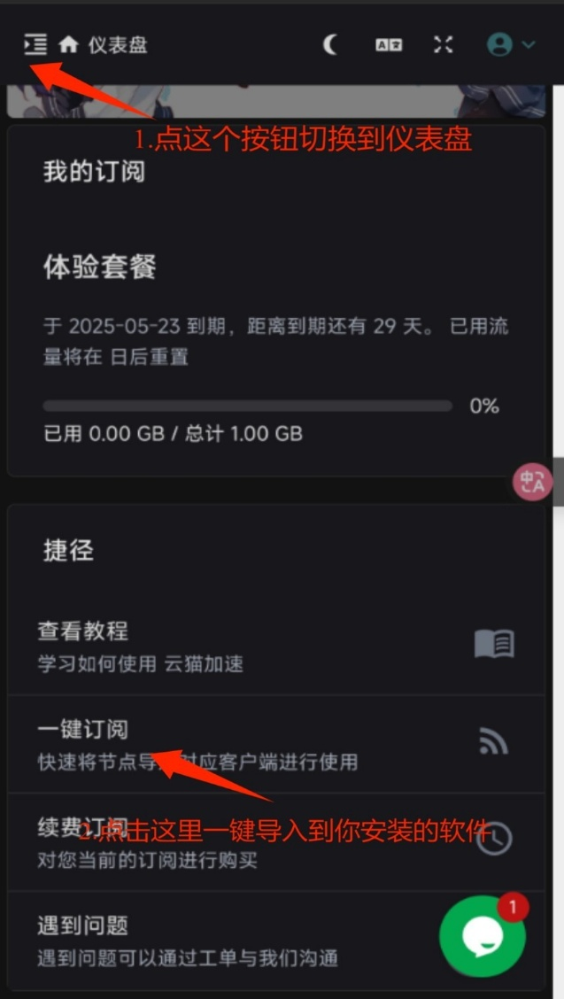 仪表盘
1.点这个按钮切换到仪表盘
我的订阅
体验套餐
于 2025-05-23 到期，距离到期还有 29 天。 已用流
量将在 日后重置
0%
已用 0.00 GB / 总计 1.00 GB
中A
捷径
查看教程
学习如何使用 云猫加速
一键订阅
快速将节点导 对应客户端进行使用
续费订阅
2.点击这里一键导入到你安装的软件
对您当前的订阅进行购买
遇到问题
遇到问题可以通过工单与我们沟通
1